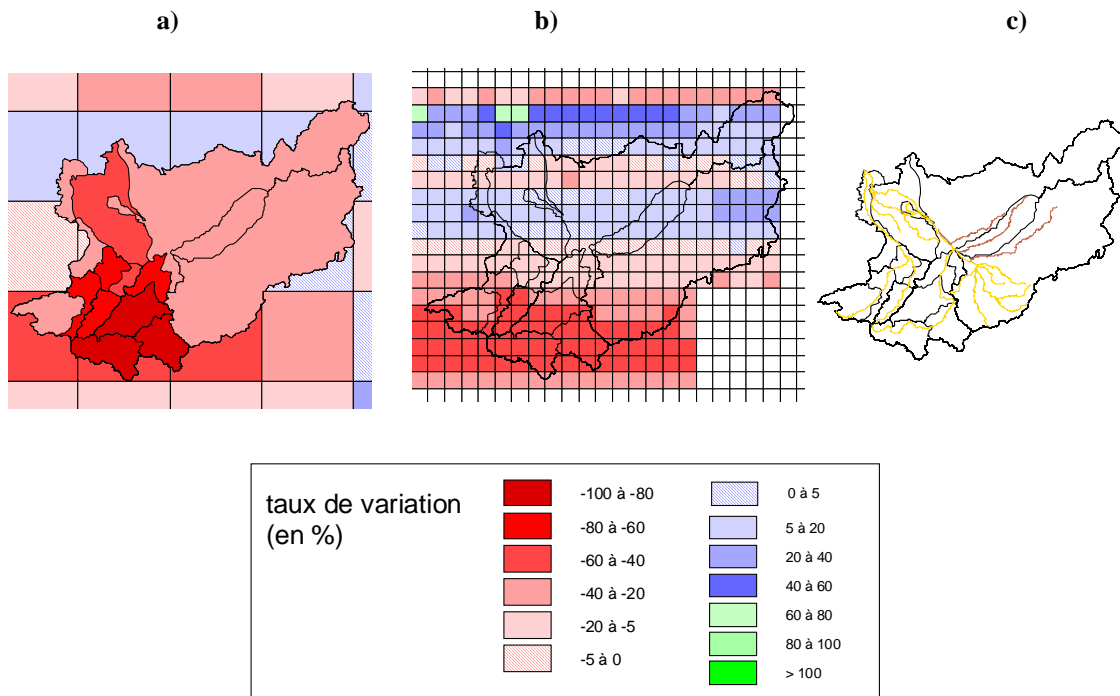 a)
b)
c)
taux de variation
(en %)
-100 à -80
-80 à -60
-60 à -40
-40 à -20
-20 à -5
-5 à 0
0 à 5
5 à 20
20 à 40
40 à 60
60 à 80
80 à 100
> 100